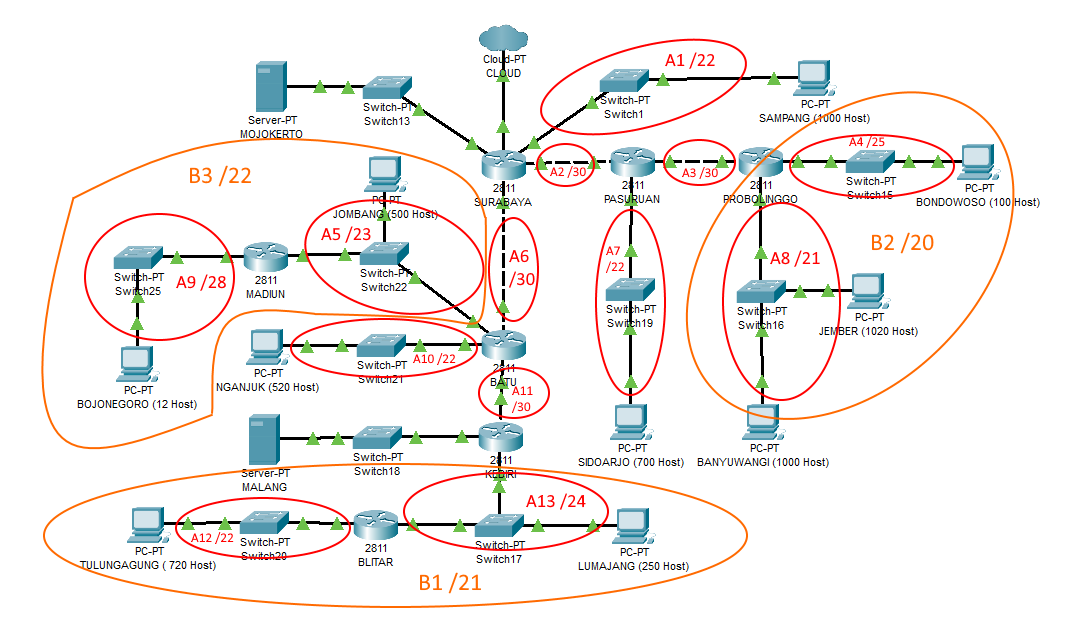 Cloud-PT
CLOUD
A1 /22
Server-PT
MOJOKERTO
Switch-PT
Switch13
Switch-PT
Switch1
PC-PT
SAMPANG (1000 Host)
B3 /22
PC-PT
JOMBANG (500 Host)
2811
SURABAYA
A2 /30
2811
PASURUAN
A3 /30
2811
PROBOLINGGO
A4 /25
Switch-PT
Switch15
PC-PT
BONDOWOSO (100 Host)
B2 /20
Switch-PT
Switch25
A9 /28
2811
MADIUN
A5 /23
Switch-PT
Switch22
A6
/30
A7
/22
Switch-PT
Switch19
A8 /21
Switch-PT
Switch16
PC-PT
JEMBER (1020 Host)
PC-PT
BOJONEGORO (12 Host)
PC-PT
NGANJUK (520 Host)
Switch-PT
Switch21
A10 /22
2811
BATU
A11
/30
Server-PT
MALANG
Switch-PT
Switch18
2811
KEDIRI
PC-PT
SIDOARJO (700 Host)
PC-PT
BANYUWANGI (1000 Host)
A13 /24
PC-PT
TULUNGAGUNG ( 720 Host)
A12 /22
Switch-PT
Switch20
2811
BLITAR
Switch-PT
Switch17
PC-PT
LUMAJANG (250 Host)
B1 /21